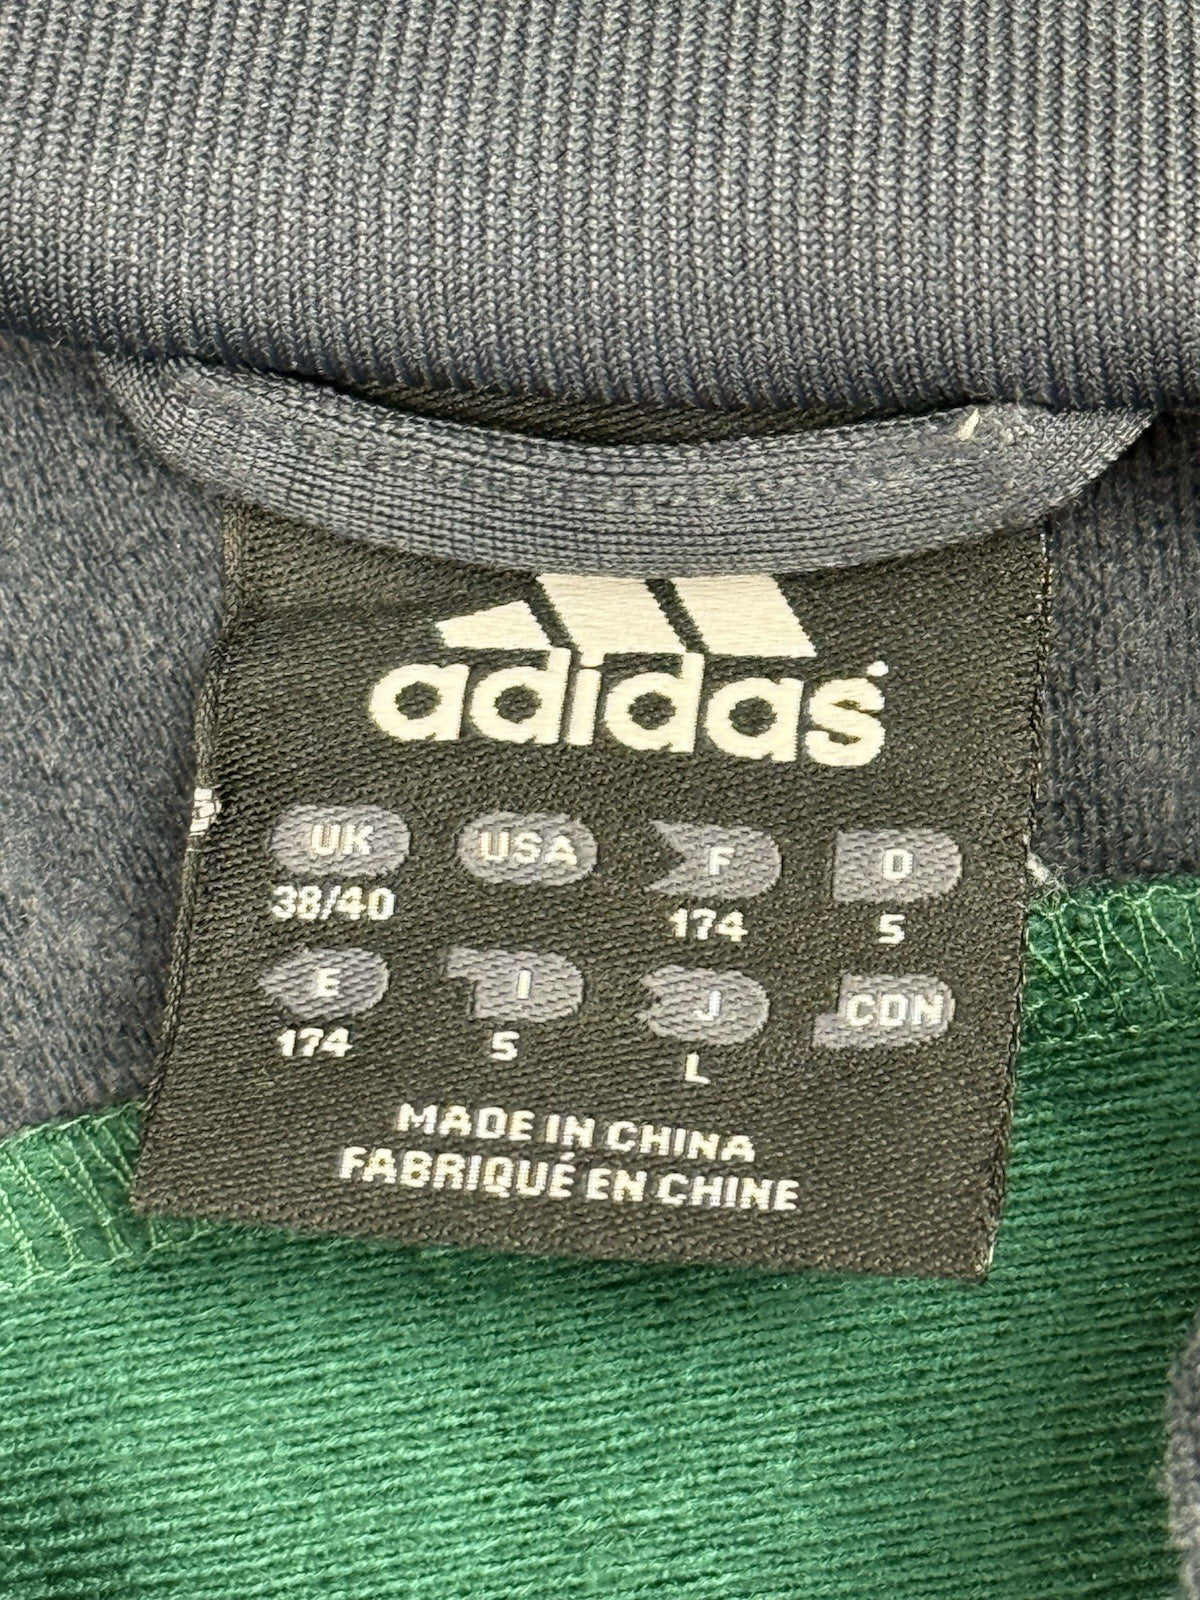 adidas
UK USA F D
38/40 174 5
E I J CDN
174 5 L
MADE IN CHINA
FABRIQUÉ EN CHINE